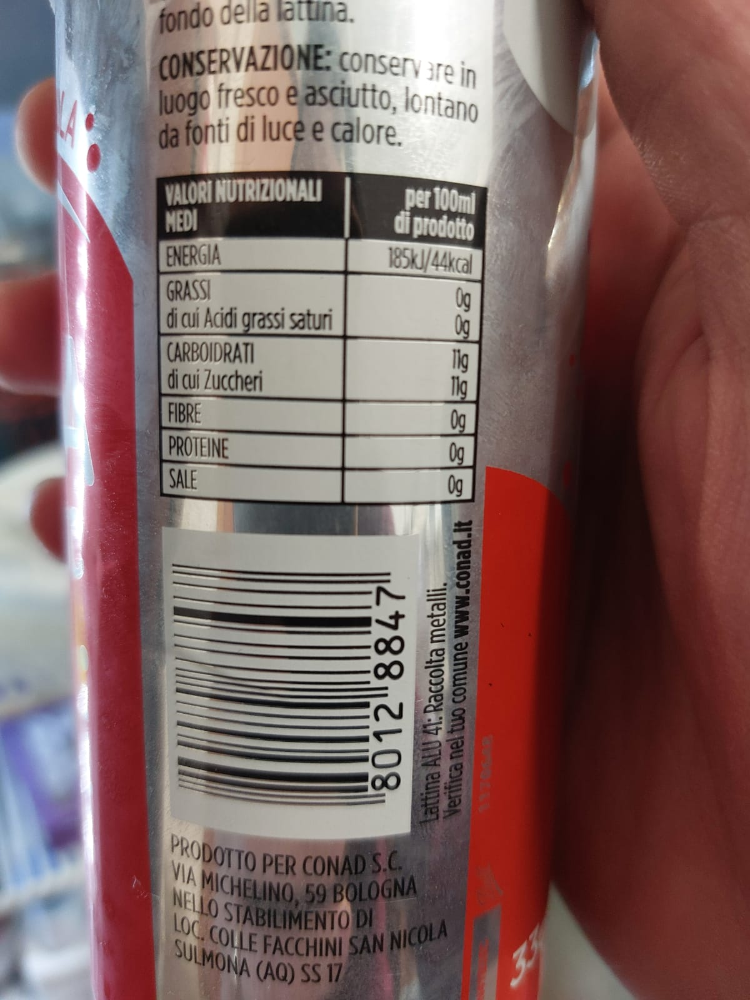 fondo della lattina.
CONSERVAZIONE: conservare in
luogo fresco e asciutto, lontano
da fonti di luce e calore.
VALORI NUTRIZIONALI MEDI per 100ml di prodotto
ENERGIA 185kJ/44kcal
GRASSI 0g
di cui Acidi grassi saturi 0g
CARBOIDRATI 11g
di cui Zuccheri 11g
FIBRE 0g
PROTEINE 0g
SALE 0g
8012 8847
Lattina ALU 41: Raccolta metalli.
Verifica nel tuo comune www.conad.it
PRODOTTO PER CONAD S.C.
VIA MICHELINO, 59 BOLOGNA
NELLO STABILIMENTO DI
LOC. COLLE FACCHINI SAN NICOLA
SULMONA (AQ) SS 17